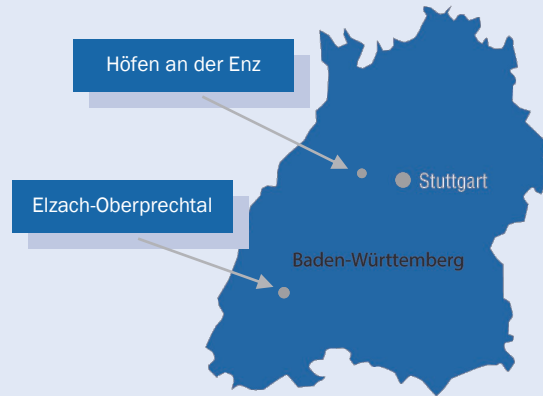 Höfen an der Enz
Stuttgart
Elzach-Oberprechtal
Baden-Württemberg